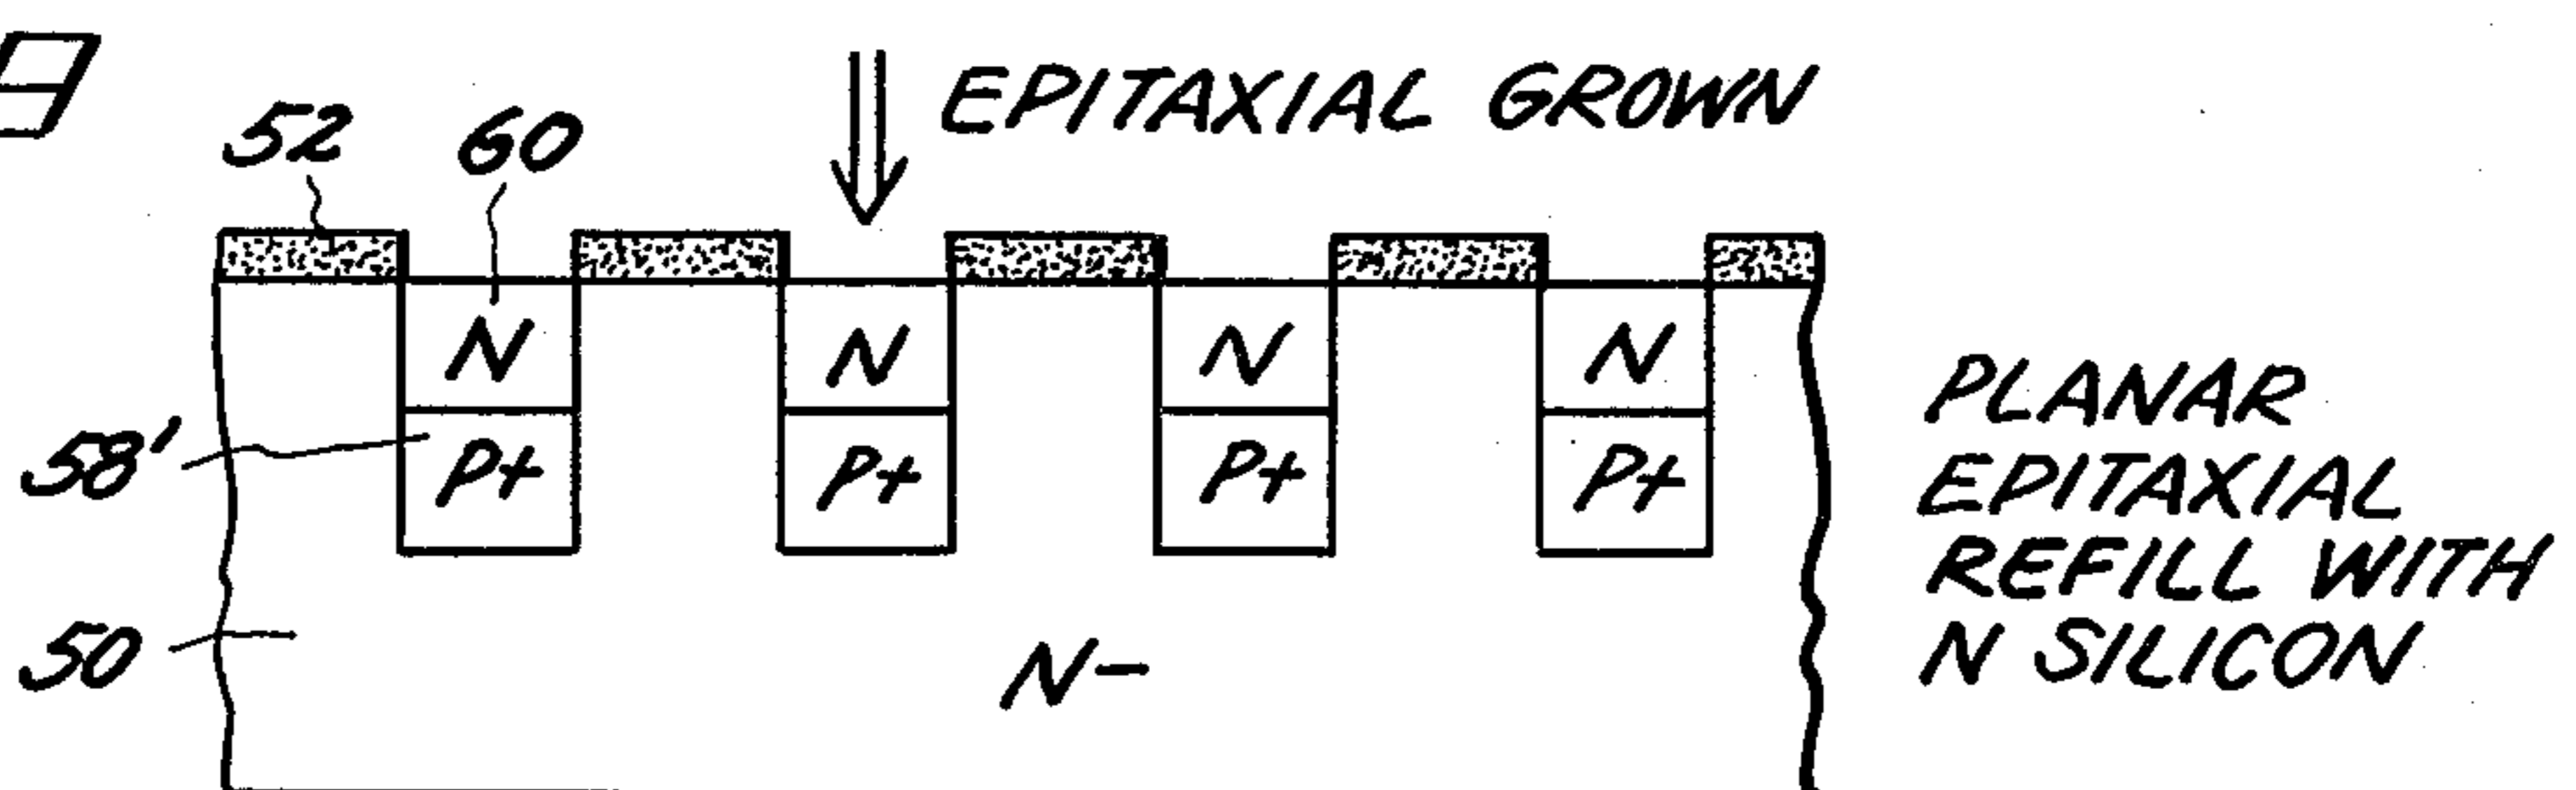 EPITAXIAL GROWN
52 60
N N N N
58'
P+ P+ P+ P+
50
N-
PLANAR
EPITAXIAL
REFILL WITH
N SILICON